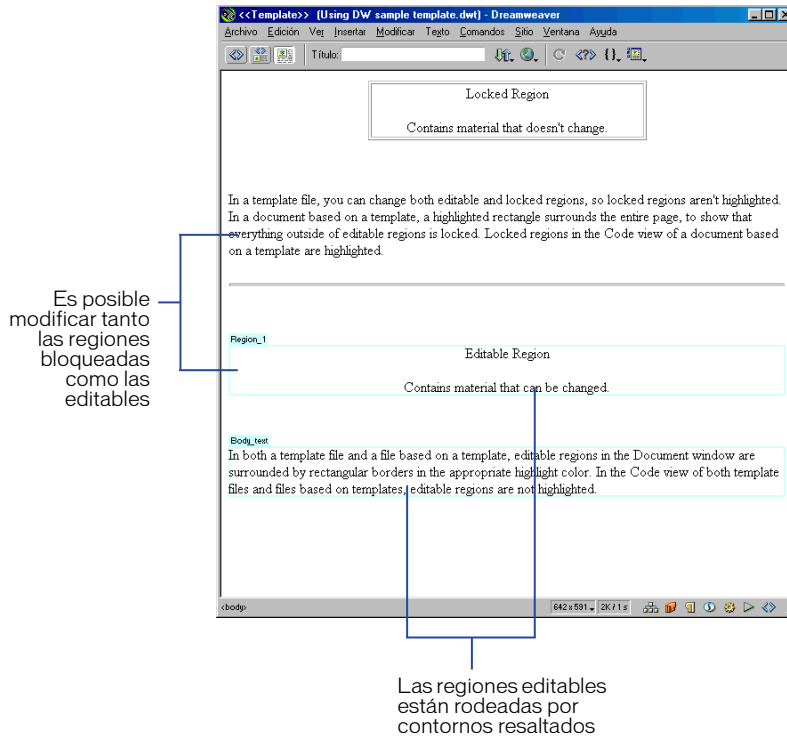 <<Template>> (Using DW sample template.dwt) - Dreamweaver
Archivo Edición Ver Insertar Modificar Texto Comandos Sitio Ventana Ayuda
Título:
Locked Region
Contains material that doesn't change.
In a template file, you can change both editable and locked regions, so locked regions aren't highlighted.
In a document based on a template, a highlighted rectangle surrounds the entire page, to show that
everything outside of editable regions is locked. Locked regions in the Code view of a document based
on a template are highlighted.
Es posible
modificar tanto
las regiones
bloqueadas
como las
editables
Region_1
Editable Region
Contains material that can be changed.
Body_text
In both a template file and a file based on a template, editable regions in the Document window are
surrounded by rectangular borders in the appropriate highlight color. In the Code view of both template
files and files based on templates, editable regions are not highlighted.
<body>
642 x 591 2K / 1 s
Las regiones editables
están rodeadas por
contornos resaltados